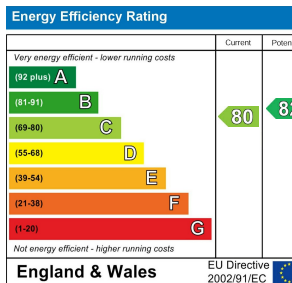 Energy Efficiency Rating
Current
Very energy efficient - lower running costs
(92 plus) A
(81-91) B
(69-80) C
(55-68) D
(39-54) E
(21-38) F
(1-20) G
80
Not energy efficient - higher running costs
England & Wales
EU Directive
2002/91/EC